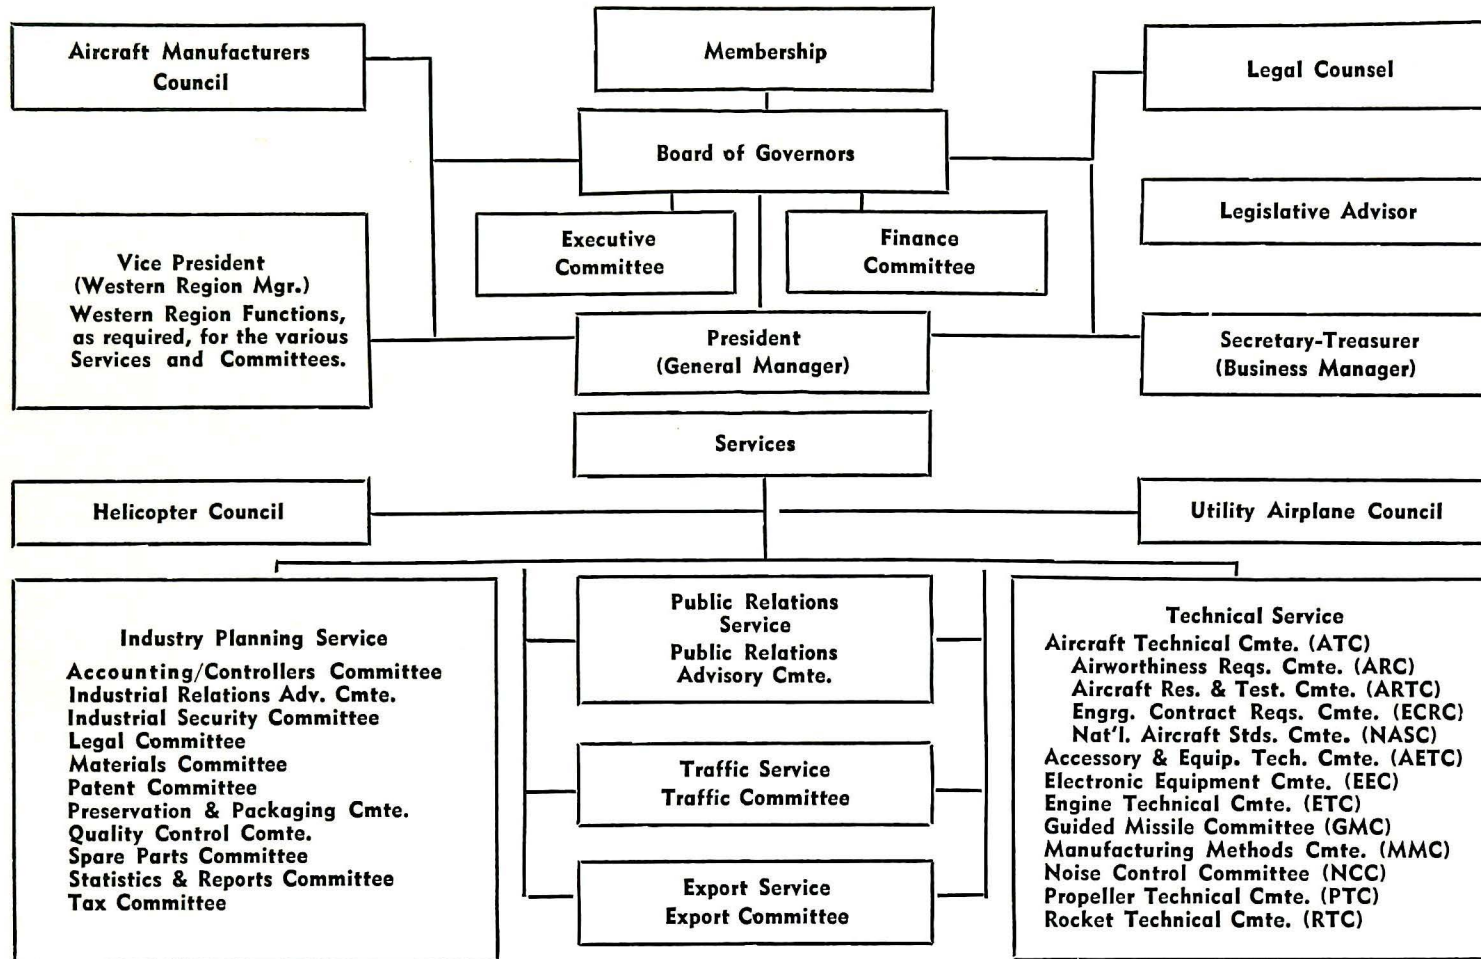 Aircraft Manufacturers
Council
Membership
Legal Counsel
Board of Governors
Legislative Advisor
Executive
Committee
Finance
Committee
Vice President
(Western Region Mgr.)
Western Region Functions,
as required, for the various
Services and Committees.
President
(General Manager)
Secretary-Treasurer
(Business Manager)
Services
Helicopter Council
Utility Airplane Council
Industry Planning Service
Accounting/Controllers Committee
Industrial Relations Adv. Cmte.
Industrial Security Committee
Legal Committee
Materials Committee
Patent Committee
Preservation & Packaging Cmte.
Quality Control Comte.
Spare Parts Committee
Statistics & Reports Committee
Tax Committee
Public Relations
Service
Public Relations
Advisory Cmte.
Traffic Service
Traffic Committee
Export Service
Export Committee
Technical Service
Aircraft Technical Cmte. (ATC)
Airworthiness Reqs. Cmte. (ARC)
Aircraft Res. & Test. Cmte. (ARTC)
Engrg. Contract Reqs. Cmte. (ECRC)
Nat'l. Aircraft Stds. Cmte. (NASC)
Accessory & Equip. Tech. Cmte. (AETC)
Electronic Equipment Cmte. (EEC)
Engine Technical Cmte. (ETC)
Guided Missile Committee (GMC)
Manufacturing Methods Cmte. (MMC)
Noise Control Committee (NCC)
Propeller Technical Cmte. (PTC)
Rocket Technical Cmte. (RTC)